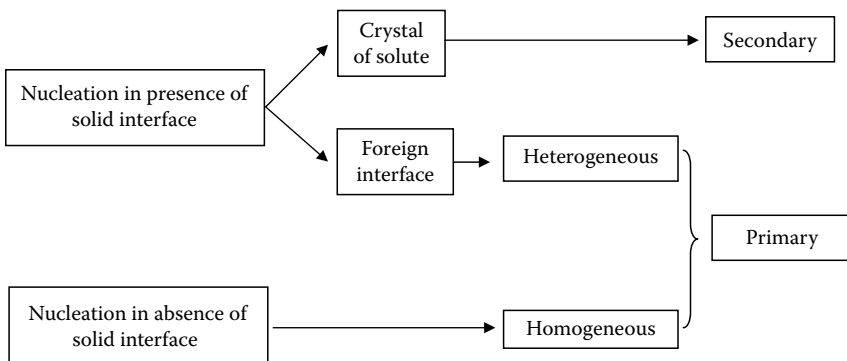 Crystal
of solute
Secondary
Nucleation in presence of
solid interface
Foreign
interface
Heterogeneous
Primary
Nucleation in absence of
solid interface
Homogeneous